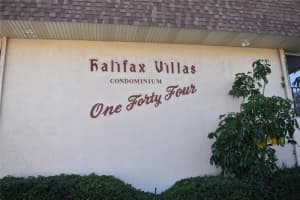 Halifax Villas
CONDOMINIUM
One Forty Four